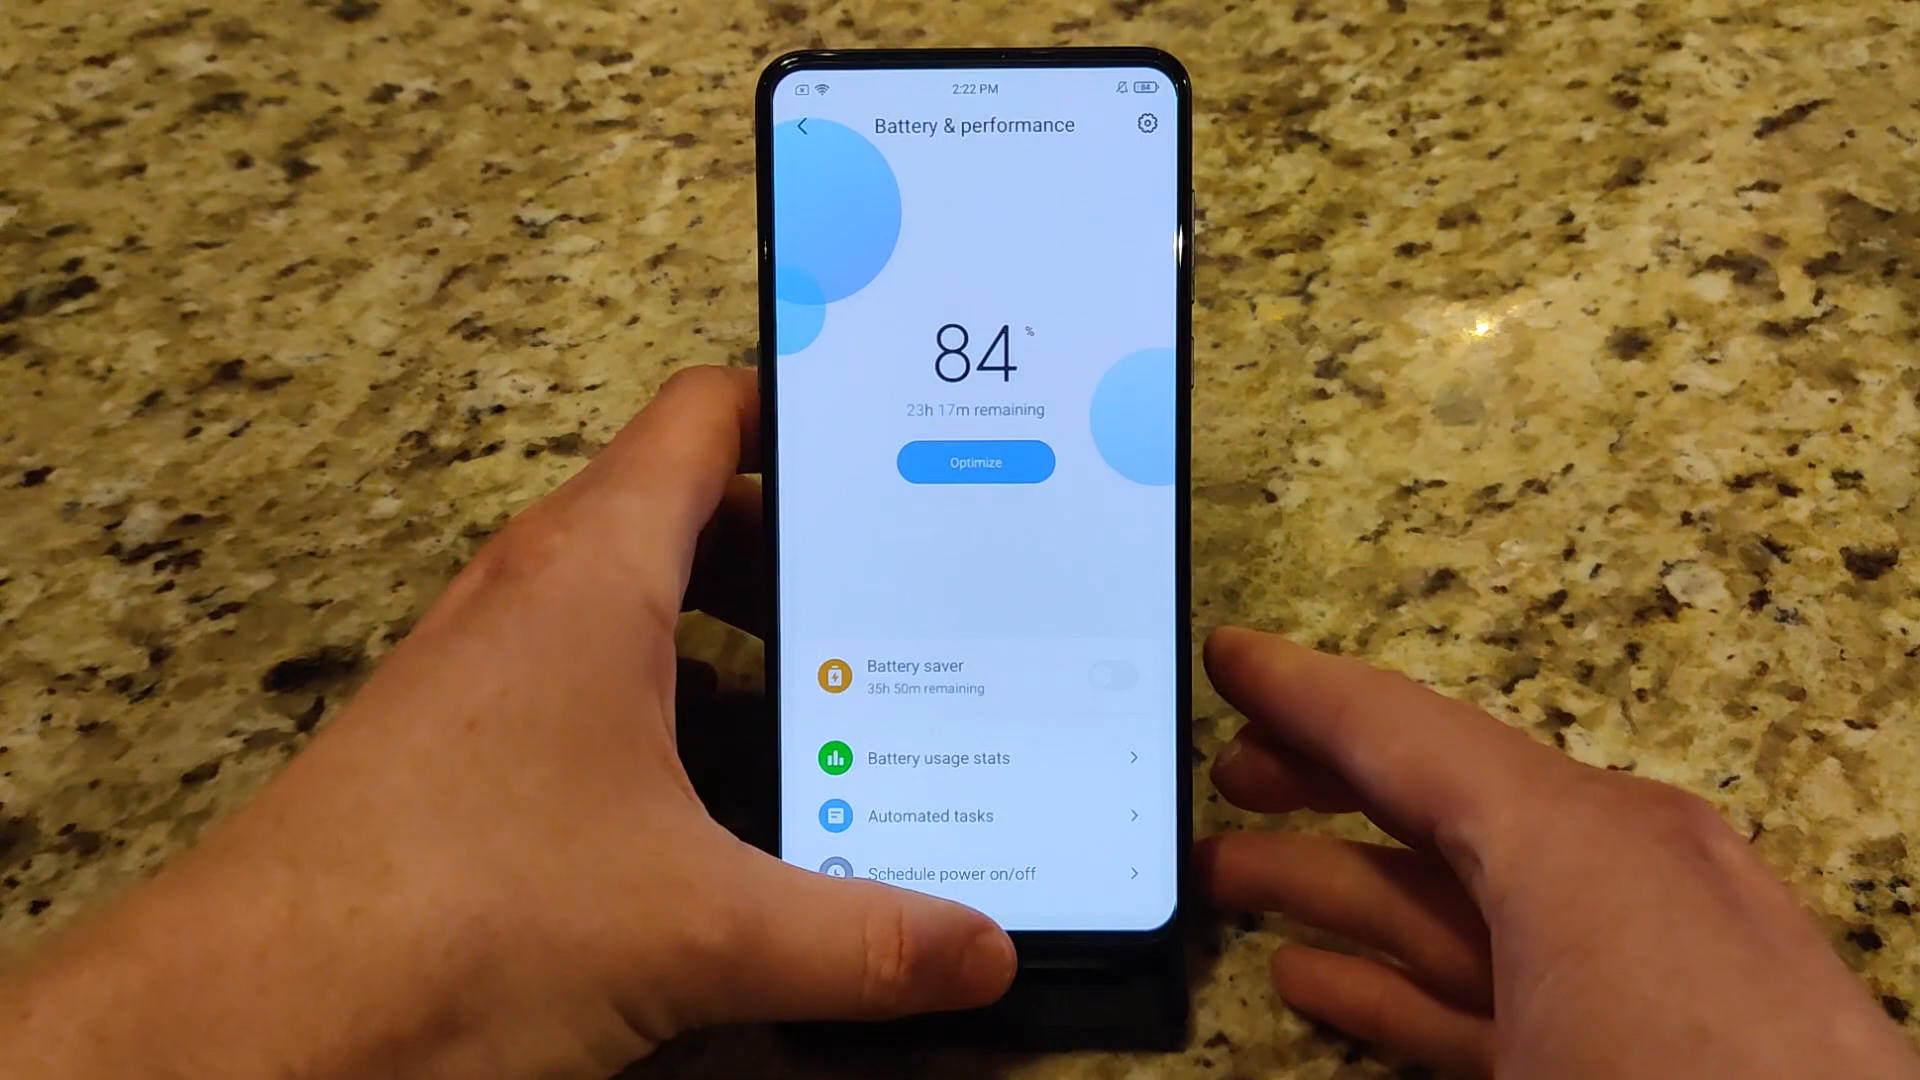 2:22 PM
84
Battery & performance
84%
23h 17m remaining
Optimize
Battery saver
35h 50m remaining
Battery usage stats
Automated tasks
Schedule power on/off